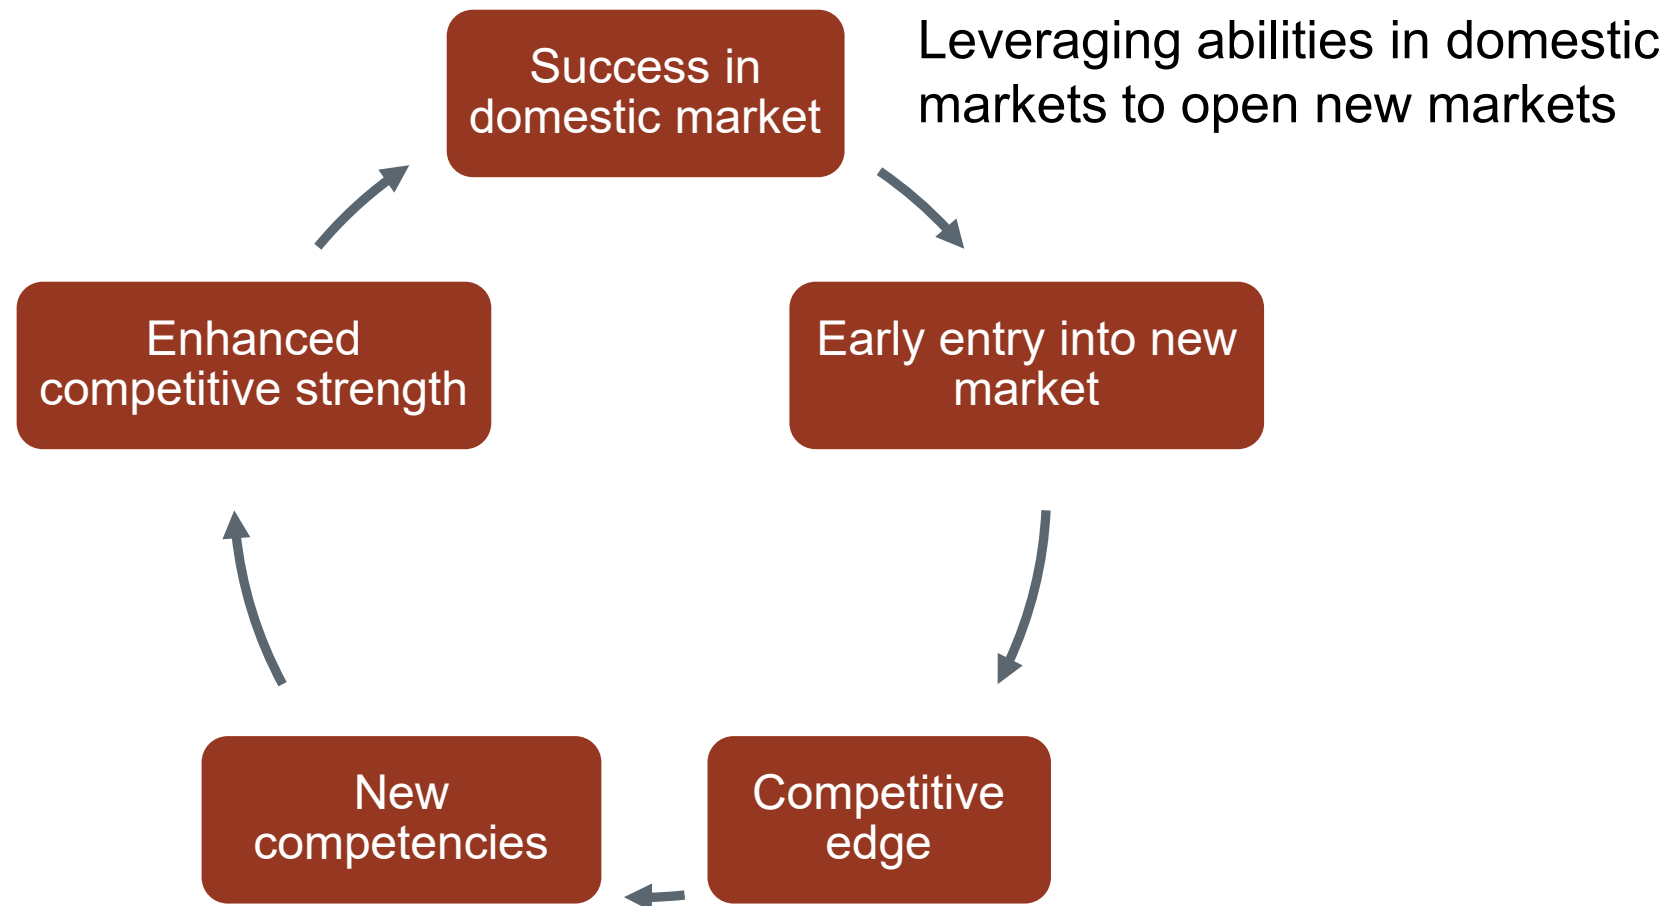 Success in
domestic market
Leveraging abilities in domestic
markets to open new markets
Early entry into new
market
Competitive
edge
New
competencies
Enhanced
competitive strength